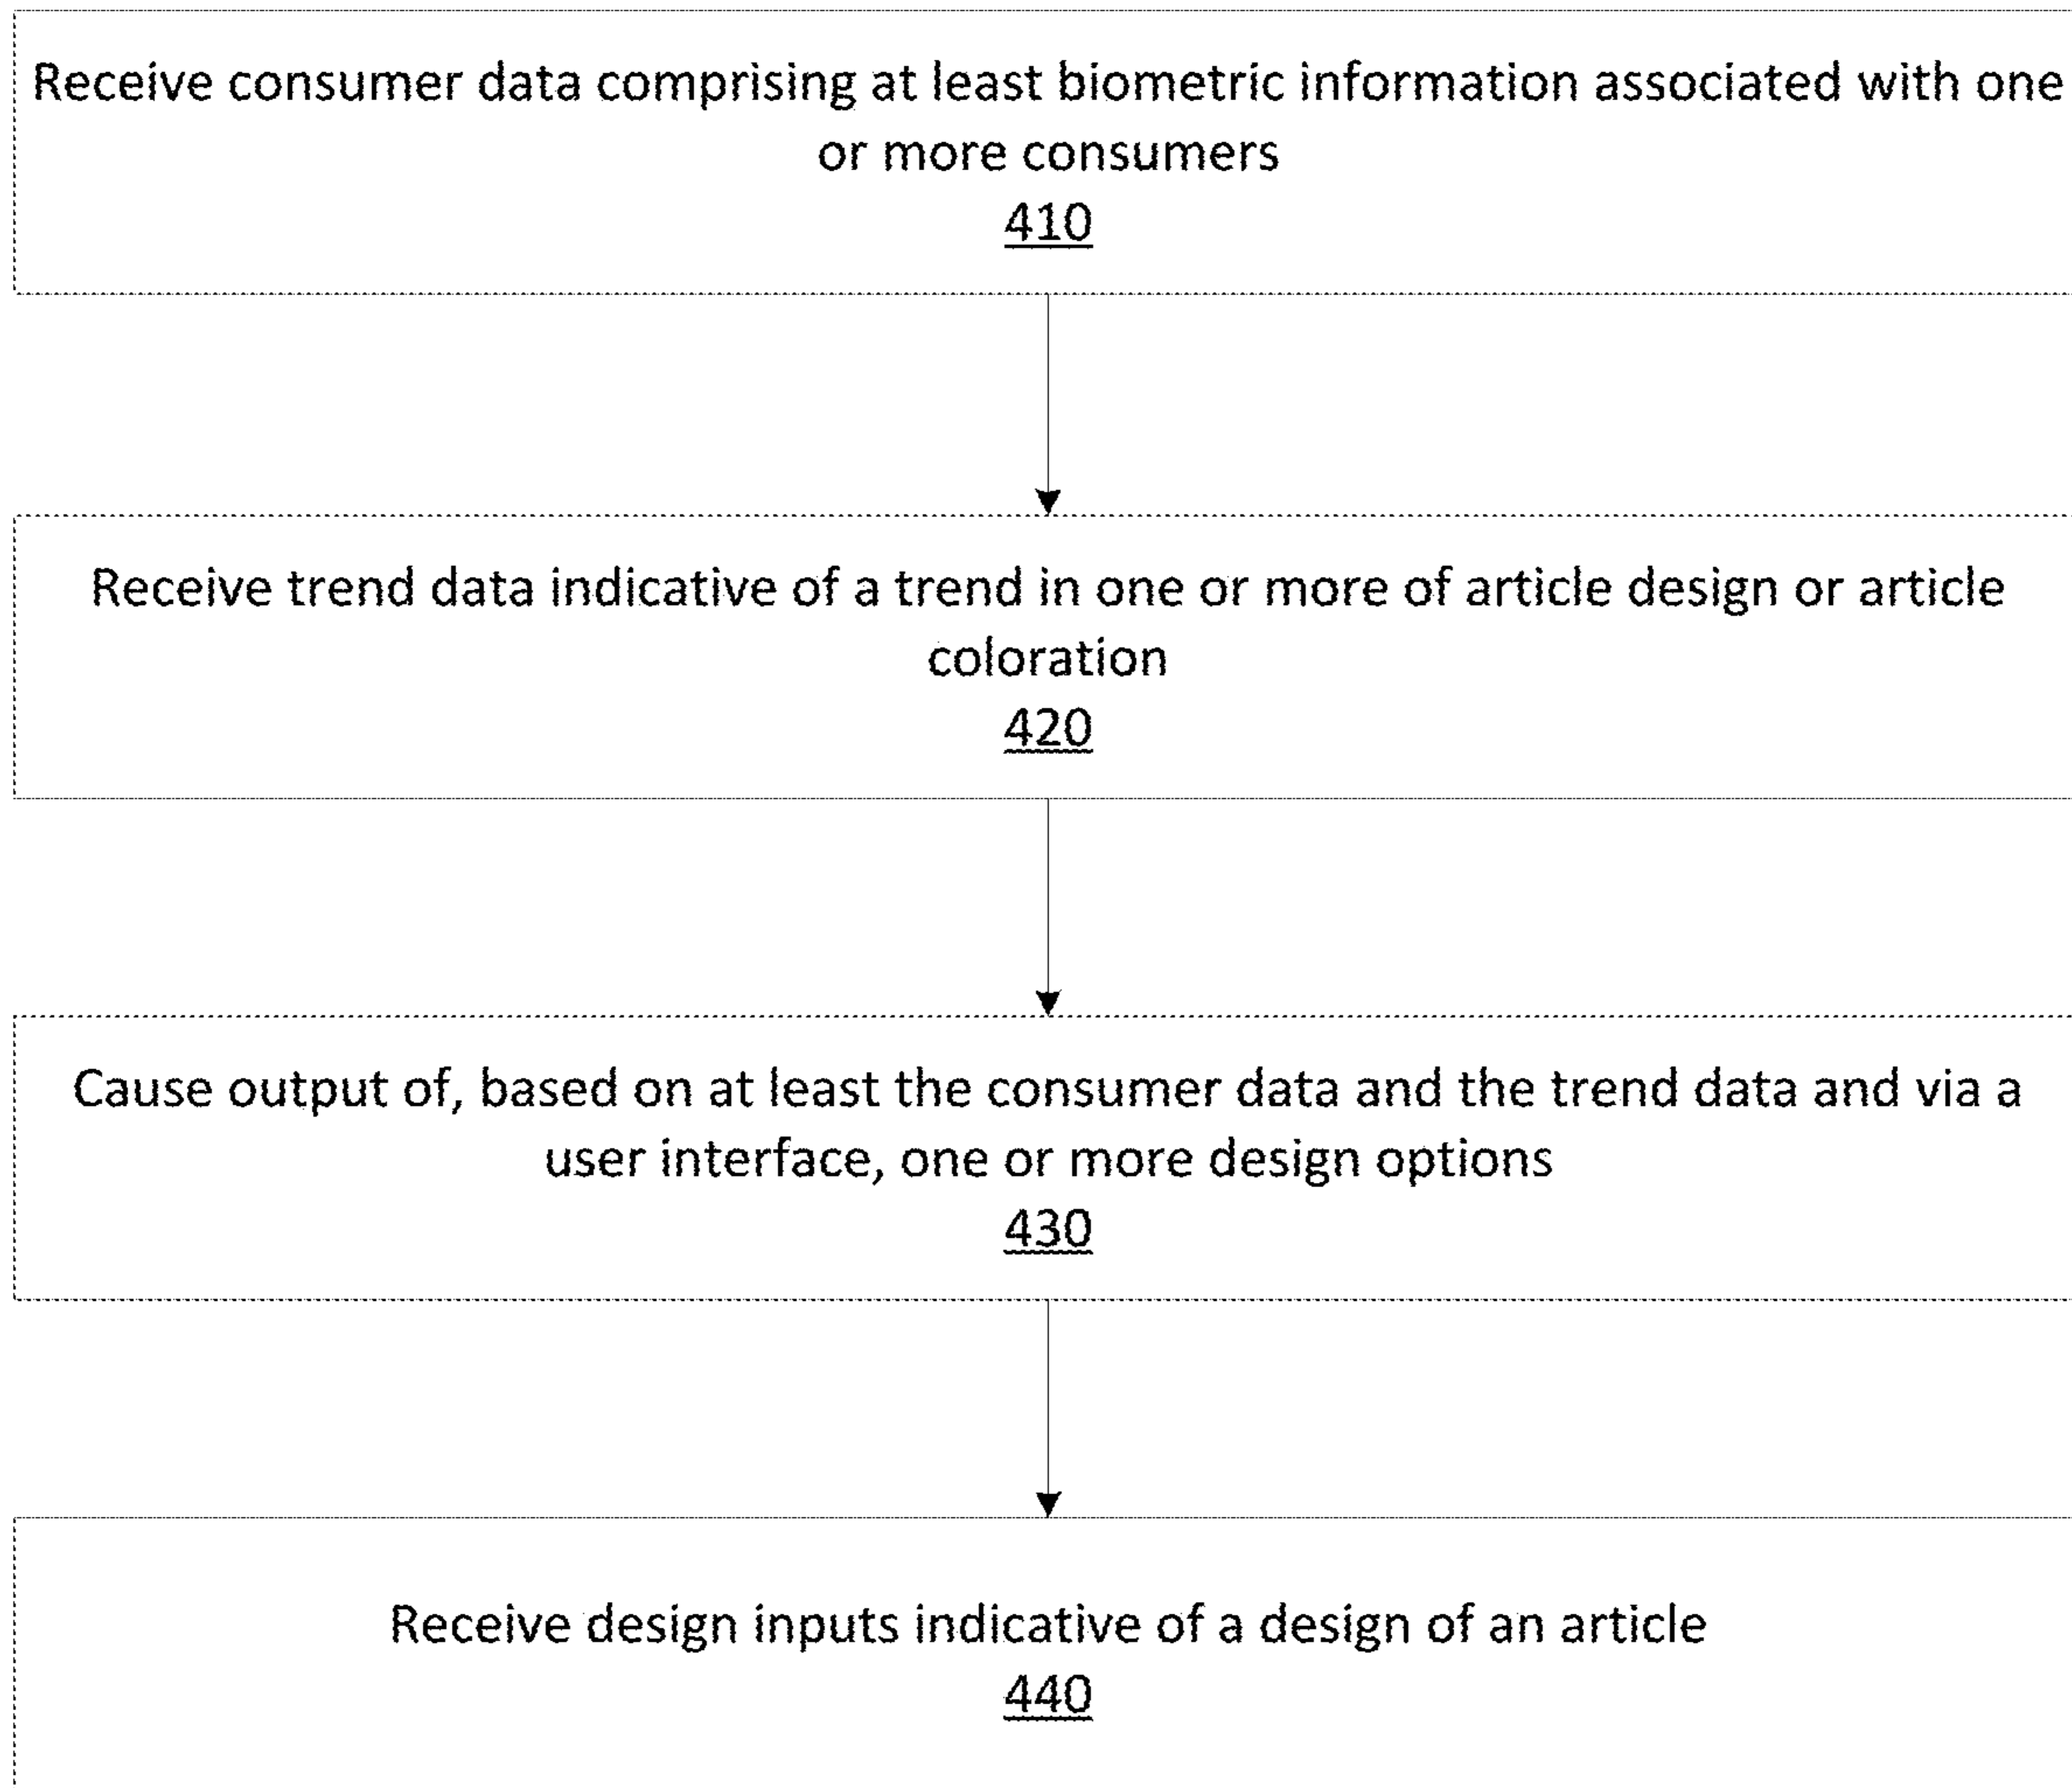 Receive consumer data comprising at least biometric information associated with one
or more consumers
410
Receive trend data indicative of a trend in one or more of article design or article
coloration
420
Cause output of, based on at least the consumer data and the trend data and via a
user interface, one or more design options
430
Receive design inputs indicative of a design of an article
440